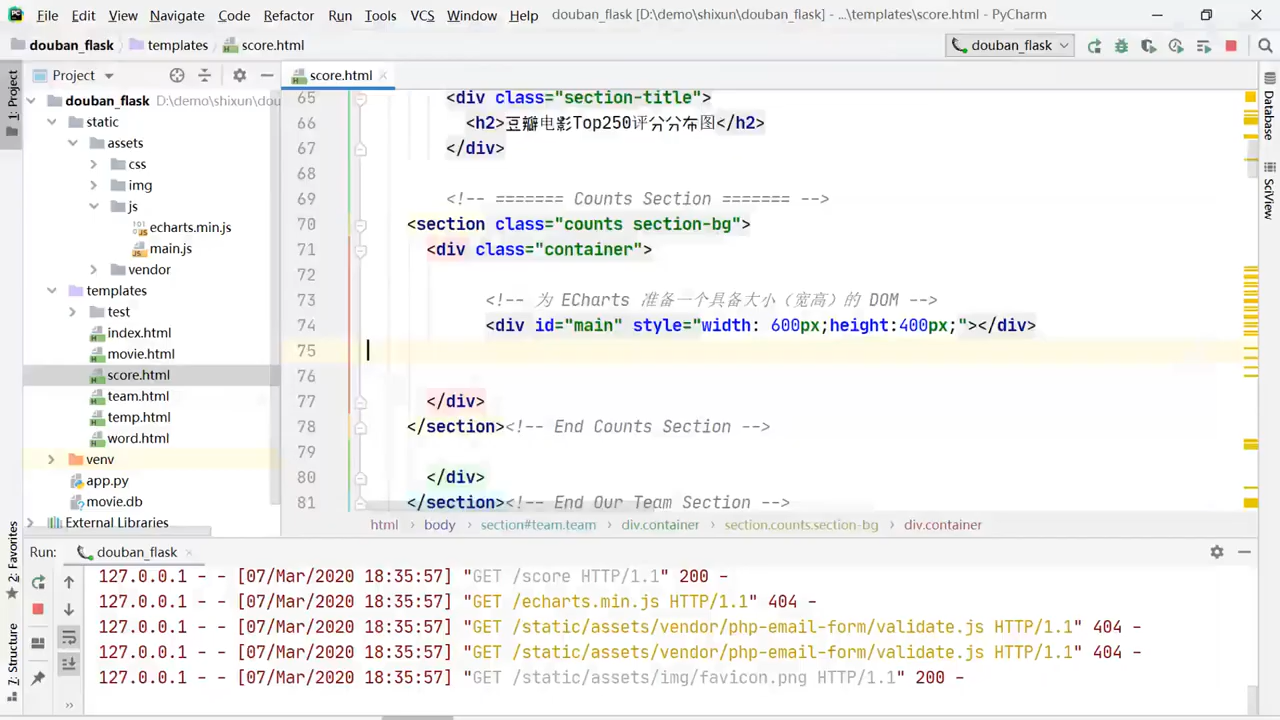 File Edit View Navigate Code Refactor Run Tools VCS Window Help douban_flask [D:\demo\shixun\douban_flask] - ...\templates\score.html - PyCharm
douban_flask templates score.html douban_flask
1: Project
Project
score.html
Database
SciView
douban_flask D:\demo\shixun\dou
static
assets
css
img
js
echarts.min.js
main.js
vendor
templates
test
index.html
movie.html
score.html
team.html
temp.html
word.html
venv
app.py
movie.db
External Libraries
65 <div class="section-title">
66 <h2>豆瓣电影Top250评分分布图</h2>
67 </div>
68
69 <!-- ======= Counts Section ======= -->
70 <section class="counts section-bg">
71 <div class="container">
72
73 <!-- 为 ECharts 准备一个具备大小（宽高）的 DOM -->
74 <div id="main" style="width: 600px;height:400px;"></div>
75
76
77 </div>
78 </section><!-- End Counts Section -->
79
80 </div>
81 </section><!-- End Our Team Section -->
html body section#team.team div.container section.counts.section-bg div.container
2: Favorites
7: Structure
Run: douban_flask
127.0.0.1 - - [07/Mar/2020 18:35:57] "GET /score HTTP/1.1" 200 -
127.0.0.1 - - [07/Mar/2020 18:35:57] "GET /echarts.min.js HTTP/1.1" 404 -
127.0.0.1 - - [07/Mar/2020 18:35:57] "GET /static/assets/vendor/php-email-form/validate.js HTTP/1.1" 404 -
127.0.0.1 - - [07/Mar/2020 18:35:57] "GET /static/assets/vendor/php-email-form/validate.js HTTP/1.1" 404 -
127.0.0.1 - - [07/Mar/2020 18:35:57] "GET /static/assets/img/favicon.png HTTP/1.1" 200 -